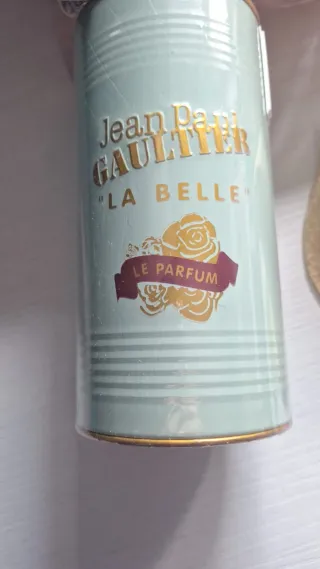 Jean Paul
GAULTIER
"LA BELLE"
LE PARFUM